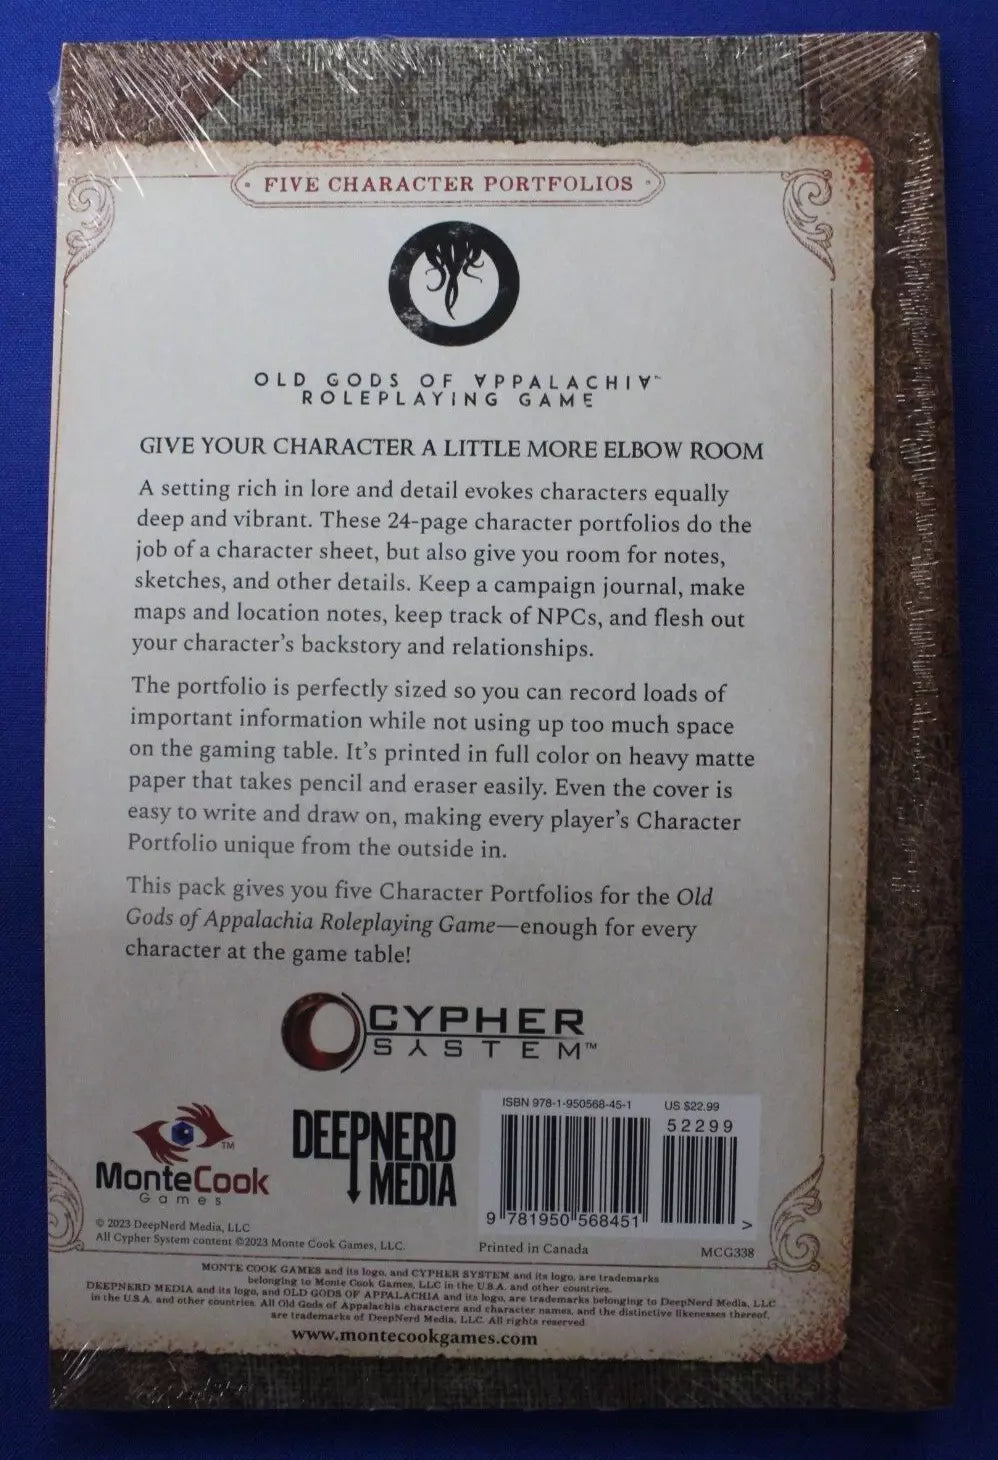 FIVE CHARACTER PORTFOLIOS
OLD GODS OF ∀PPALACHI∀™
ROLEPLAYING GAME
GIVE YOUR CHARACTER A LITTLE MORE ELBOW ROOM
A setting rich in lore and detail evokes characters equally
deep and vibrant. These 24-page character portfolios do the
job of a character sheet, but also give you room for notes,
sketches, and other details. Keep a campaign journal, make
maps and location notes, keep track of NPCs, and flesh out
your character's backstory and relationships.
The portfolio is perfectly sized so you can record loads of
important information while not using up too much space
on the gaming table. It's printed in full color on heavy matte
paper that takes pencil and eraser easily. Even the cover is
easy to write and draw on, making every player's Character
Portfolio unique from the outside in.
This pack gives you five Character Portfolios for the Old
Gods of Appalachia Roleplaying Game—enough for every
character at the game table!
CYPHER
SYSTEM™
MonteCook™
Games
DEEPNERD
MEDIA
ISBN 978-1-950568-45-1 US $22.99
52299
9 781950 568451 >
© 2023 DeepNerd Media, LLC
All Cypher System content ©2023 Monte Cook Games, LLC.
Printed in Canada MCG338
MONTE COOK GAMES and its logo, and CYPHER SYSTEM and its logo, are trademarks
belonging to Monte Cook Games, LLC in the U.S.A. and other countries.
DEEPNERD MEDIA and its logo, and OLD GODS OF APPALACHIA and its logo, are trademarks belonging to DeepNerd Media, LLC
in the U.S.A. and other countries. All Old Gods of Appalachia characters and character names, and the distinctive likenesses thereof,
are trademarks of DeepNerd Media, LLC. All rights reserved
www.montecookgames.com